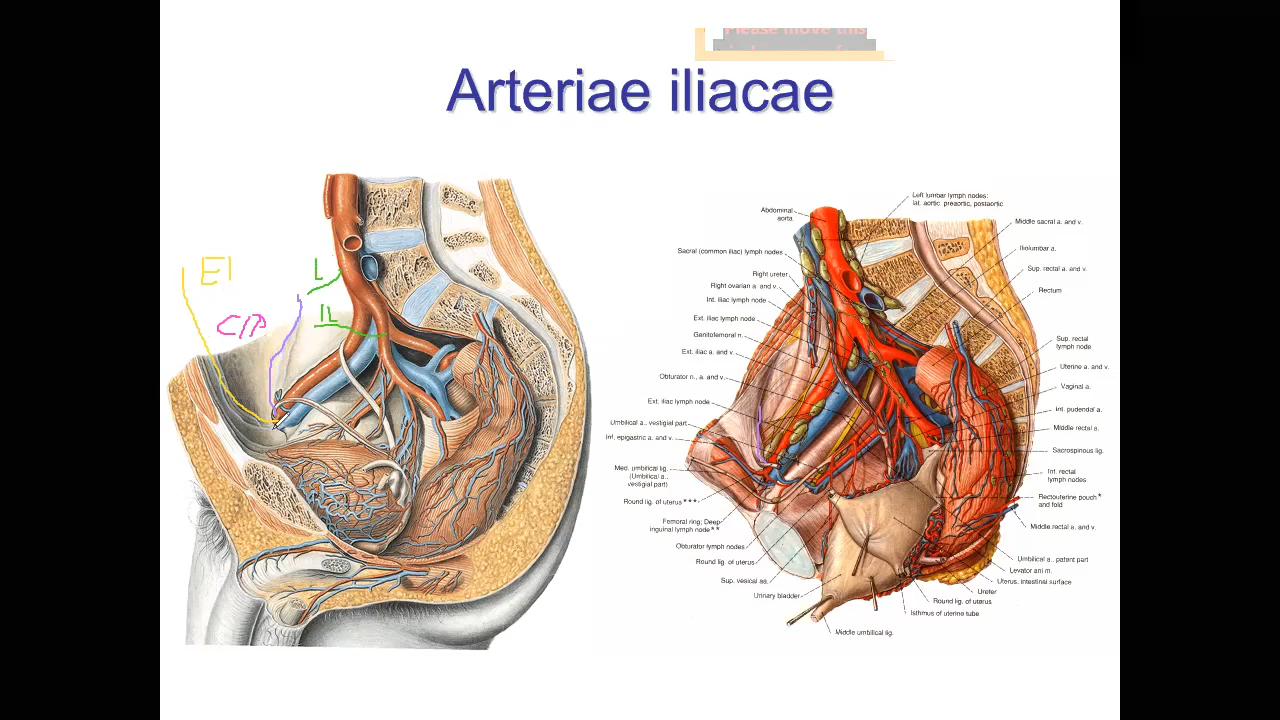 Please move this
Arteriae iliacae
EI
L
IL
Abdominal
aorta
Sacral (common iliac) lymph nodes
Right ureter
Right ovarian a. and v.
Int. iliac lymph node
Ext. iliac lymph node
Genitofemoral n.
Ext. iliac a. and v.
Obturator n., a. and v.
Ext. iliac lymph node
Umbilical a., vestigial part
Inf. epigastric a. and v.
Med. umbilical lig.
(Umbilical a.,
vestigial part)
Round lig. of uterus***
Femoral ring; Deep
inguinal lymph node**
Obturator lymph nodes
Round lig. of uterus
Sup. vesical aa.
Urinary bladder
Middle umbilical lig.
Left lumbar lymph nodes:
lat. aortic. preaortic, postaortic
Middle sacral a. and v.
Iliolumbar a.
Sup. rectal a. and v.
Rectum
Sup. rectal
lymph node
Uterine a. and v.
Vaginal a.
Int. pudendal a.
Middle rectal a.
Sacrospinous lig.
Int. rectal
lymph nodes
Rectouterine pouch*
and fold
Middle rectal a. and v.
Umbilical a., patent part
Levator ani m.
Uterus, intestinal surface
Ureter
Round lig. of uterus
Isthmus of uterine tube